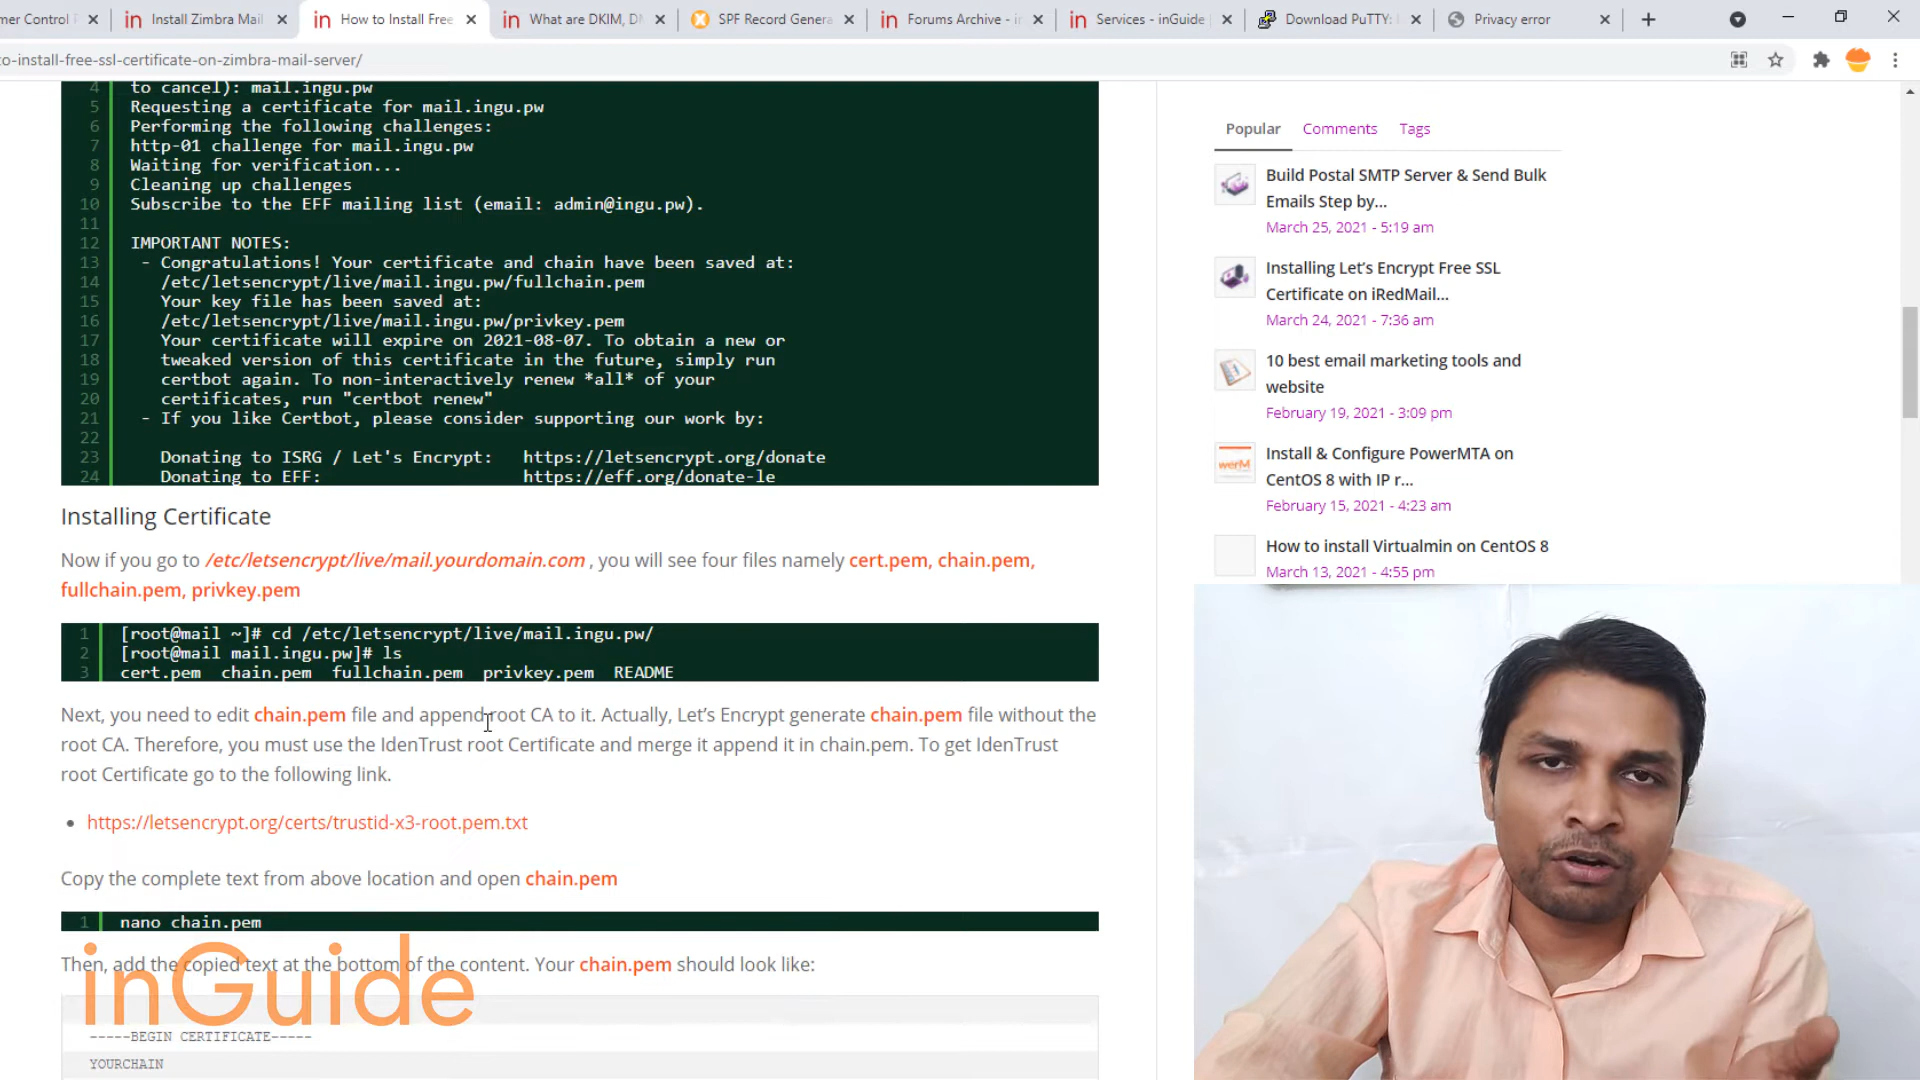 mer Control P
Install Zimbra Mail
How to Install Free
What are DKIM, DM
SPF Record Genera
Forums Archive - in
Services - inGuide
Download PuTTY:
Privacy error
to-install-free-ssl-certificate-on-zimbra-mail-server/
4 to cancel): mail.ingu.pw
5 Requesting a certificate for mail.ingu.pw
6 Performing the following challenges:
7 http-01 challenge for mail.ingu.pw
8 Waiting for verification...
9 Cleaning up challenges
10 Subscribe to the EFF mailing list (email: admin@ingu.pw).
11
12 IMPORTANT NOTES:
13 - Congratulations! Your certificate and chain have been saved at:
14 /etc/letsencrypt/live/mail.ingu.pw/fullchain.pem
15 Your key file has been saved at:
16 /etc/letsencrypt/live/mail.ingu.pw/privkey.pem
17 Your certificate will expire on 2021-08-07. To obtain a new or
18 tweaked version of this certificate in the future, simply run
19 certbot again. To non-interactively renew *all* of your
20 certificates, run "certbot renew"
21 - If you like Certbot, please consider supporting our work by:
22
23 Donating to ISRG / Let's Encrypt: https://letsencrypt.org/donate
24 Donating to EFF: https://eff.org/donate-le
Installing Certificate
Now if you go to /etc/letsencrypt/live/mail.yourdomain.com , you will see four files namely cert.pem, chain.pem,
fullchain.pem, privkey.pem
1 [root@mail ~]# cd /etc/letsencrypt/live/mail.ingu.pw/
2 [root@mail mail.ingu.pw]# ls
3 cert.pem chain.pem fullchain.pem privkey.pem README
Next, you need to edit chain.pem file and append root CA to it. Actually, Let's Encrypt generate chain.pem file without the
root CA. Therefore, you must use the IdenTrust root Certificate and merge it append it in chain.pem. To get IdenTrust
root Certificate go to the following link.
• https://letsencrypt.org/certs/trustid-x3-root.pem.txt
Copy the complete text from above location and open chain.pem
1 nano chain.pem
Then, add the copied text at the bottom of the content. Your chain.pem should look like:
-----BEGIN CERTIFICATE-----
YOURCHAIN
inGuide
Popular
Comments
Tags
Build Postal SMTP Server & Send Bulk
Emails Step by...
March 25, 2021 - 5:19 am
Installing Let's Encrypt Free SSL
Certificate on iRedMail...
March 24, 2021 - 7:36 am
10 best email marketing tools and
website
February 19, 2021 - 3:09 pm
werM
Install & Configure PowerMTA on
CentOS 8 with IP r...
February 15, 2021 - 4:23 am
How to install Virtualmin on CentOS 8
March 13, 2021 - 4:55 pm